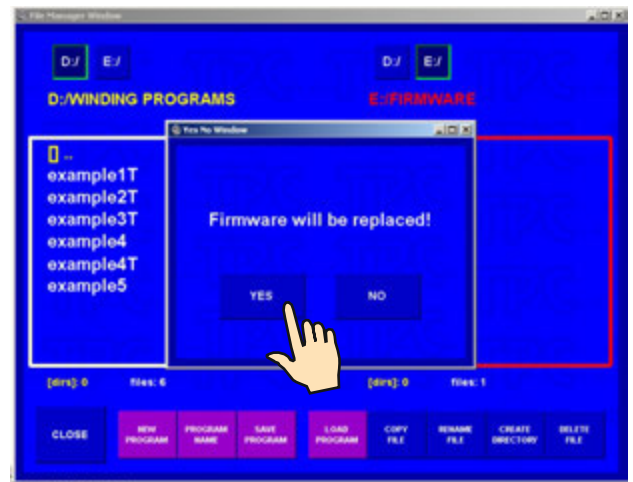 File Manager Window
D:/ E:/ D:/ E:/
D:/WINDING PROGRAMS E:/FIRMWARE
Yes No Window
[] ..
example1T
example2T
example3T
example4
example4T
example5
Firmware will be replaced!
YES NO
[dirs]: 0 files: 6 [dirs]: 0 files: 1
CLOSE NEW PROGRAM PROGRAM NAME SAVE PROGRAM LOAD PROGRAM COPY FILE RENAME FILE CREATE DIRECTORY DELETE FILE